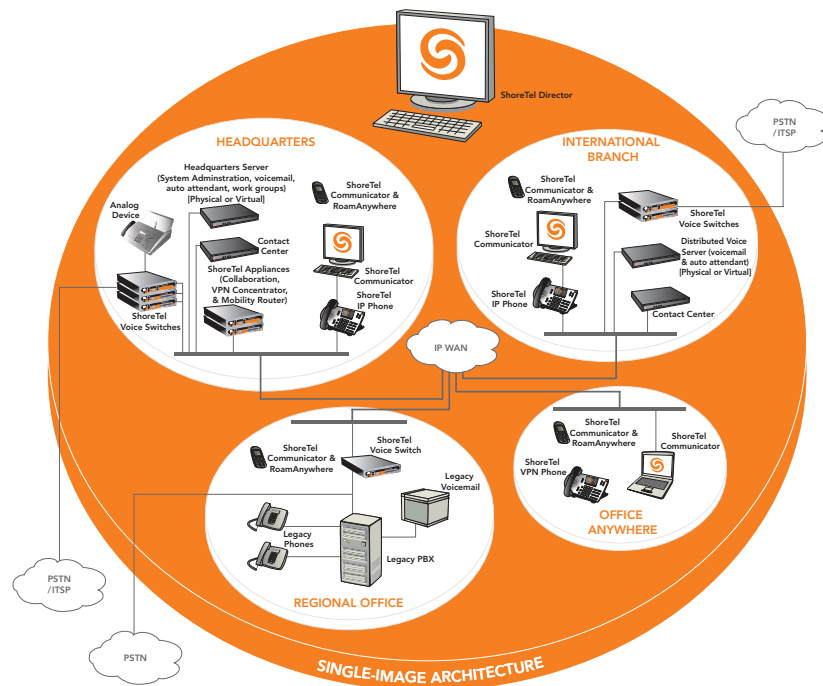 ShoreTel Director
HEADQUARTERS
Headquarters Server
(System Adminstration, voicemail,
auto attendant, work groups)
[Physical or Virtual]
Analog
Device
ShoreTel
Communicator &
RoamAnywhere
Contact
Center
ShoreTel Appliances
(Collaboration,
VPN Concentrator,
& Mobility Router)
ShoreTel
Communicator
ShoreTel
IP Phone
ShoreTel
Voice Switches
INTERNATIONAL
BRANCH
ShoreTel
Communicator &
RoamAnywhere
ShoreTel
Communicator
ShoreTel
IP Phone
ShoreTel
Voice Switches
Distributed Voice
Server (voicemail
& auto attendant)
[Physical or Virtual]
Contact Center
PSTN
/ITSP
IP WAN
ShoreTel
Communicator &
RoamAnywhere
ShoreTel
Voice Switch
Legacy
Voicemail
Legacy
Phones
Legacy PBX
REGIONAL OFFICE
ShoreTel
Communicator &
RoamAnywhere
ShoreTel
Communicator
ShoreTel
VPN Phone
OFFICE
ANYWHERE
PSTN
/ITSP
PSTN
SINGLE-IMAGE ARCHITECTURE